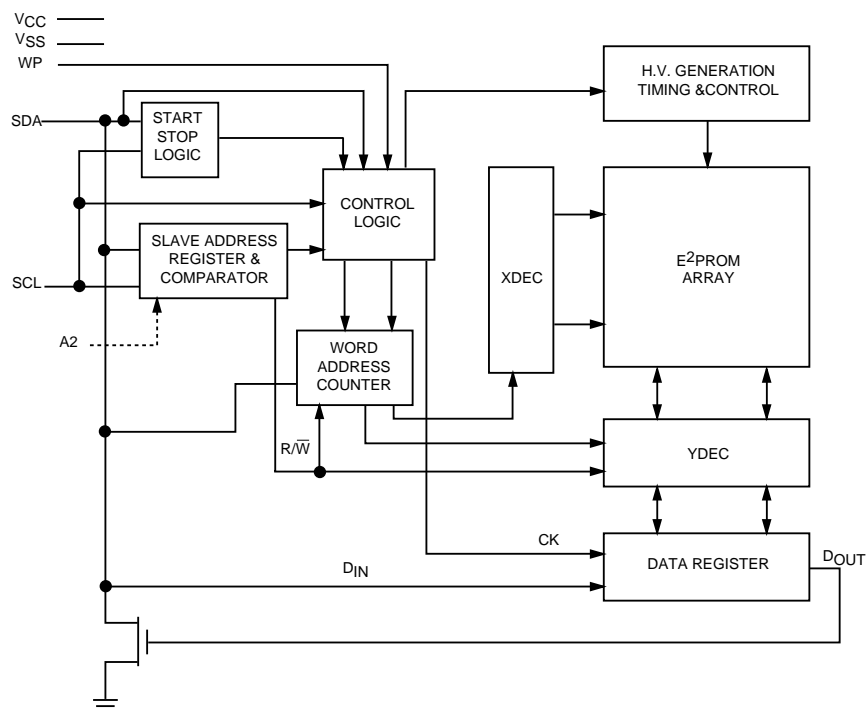 VCC
VSS
WP
SDA
START
STOP
LOGIC
H.V. GENERATION
TIMING &CONTROL
CONTROL
LOGIC
SLAVE ADDRESS
REGISTER &
COMPARATOR
SCL
A2
XDEC
E²PROM
ARRAY
WORD
ADDRESS
COUNTER
R/W̅
YDEC
CK
DIN
DATA REGISTER
DOUT